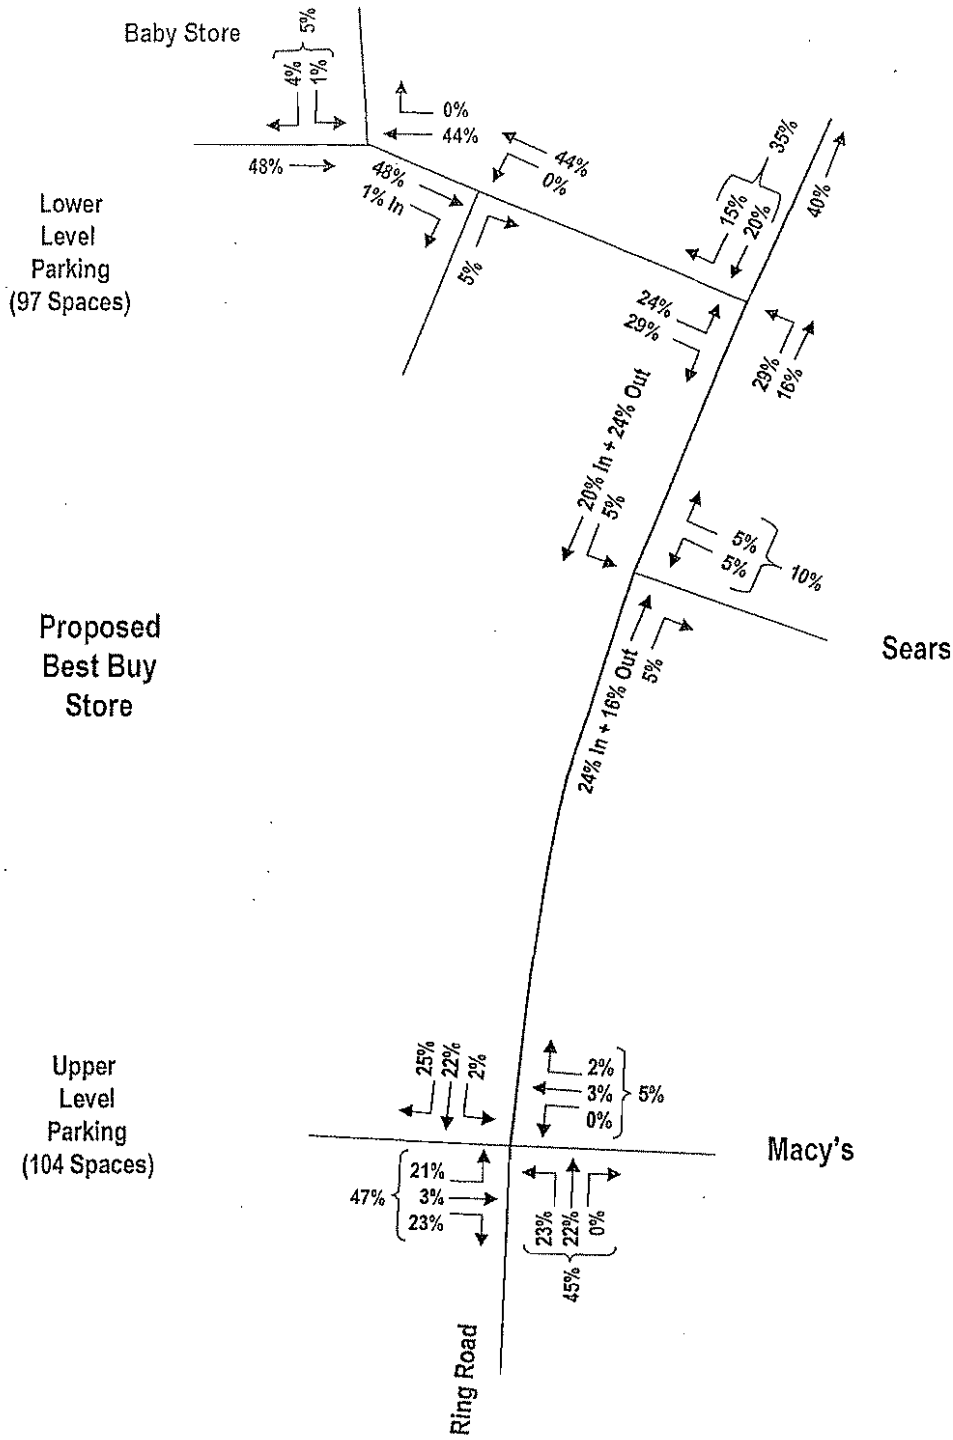 Baby Store
5%
4%
1%
0%
44%
48%
48%
1% In
44%
0%
5%
Lower
Level
Parking
(97 Spaces)
35%
15%
20%
40%
24%
29%
29%
16%
20% In + 24% Out
5%
5%
5%
10%
Proposed
Best Buy
Store
Sears
24% In + 16% Out
5%
Upper
Level
Parking
(104 Spaces)
25%
22%
2%
2%
3%
0%
5%
Macy's
47%
21%
3%
23%
23%
22%
0%
45%
Ring Road